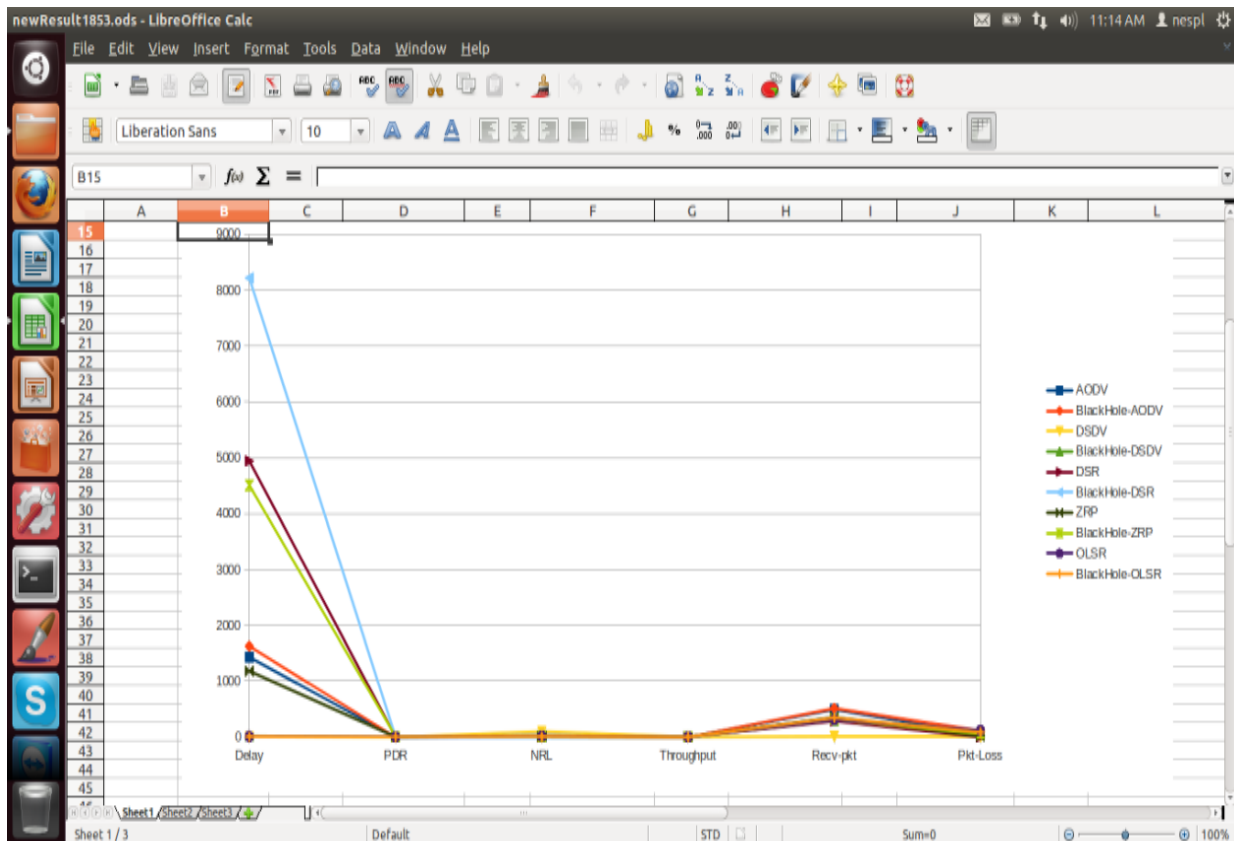 newResult1853.ods - LibreOffice Calc
11:14 AM nespl
File Edit View Insert Format Tools Data Window Help
Liberation Sans 10
B15 f(x) Σ =
A B C D E F G H I J K L
15
16
17
18
19
20
21
22
23
24
25
26
27
28
29
30
31
32
33
34
35
36
37
38
39
40
41
42
43
44
45
9000
8000
7000
6000
5000
4000
3000
2000
1000
0
Delay PDR NRL Throughput Recv-pkt Pkt-Loss
AODV
BlackHole-AODV
DSDV
BlackHole-DSDV
DSR
BlackHole-DSR
ZRP
BlackHole-ZRP
OLSR
BlackHole-OLSR
Sheet1 Sheet2 Sheet3
Sheet 1 / 3 Default STD Sum=0 100%